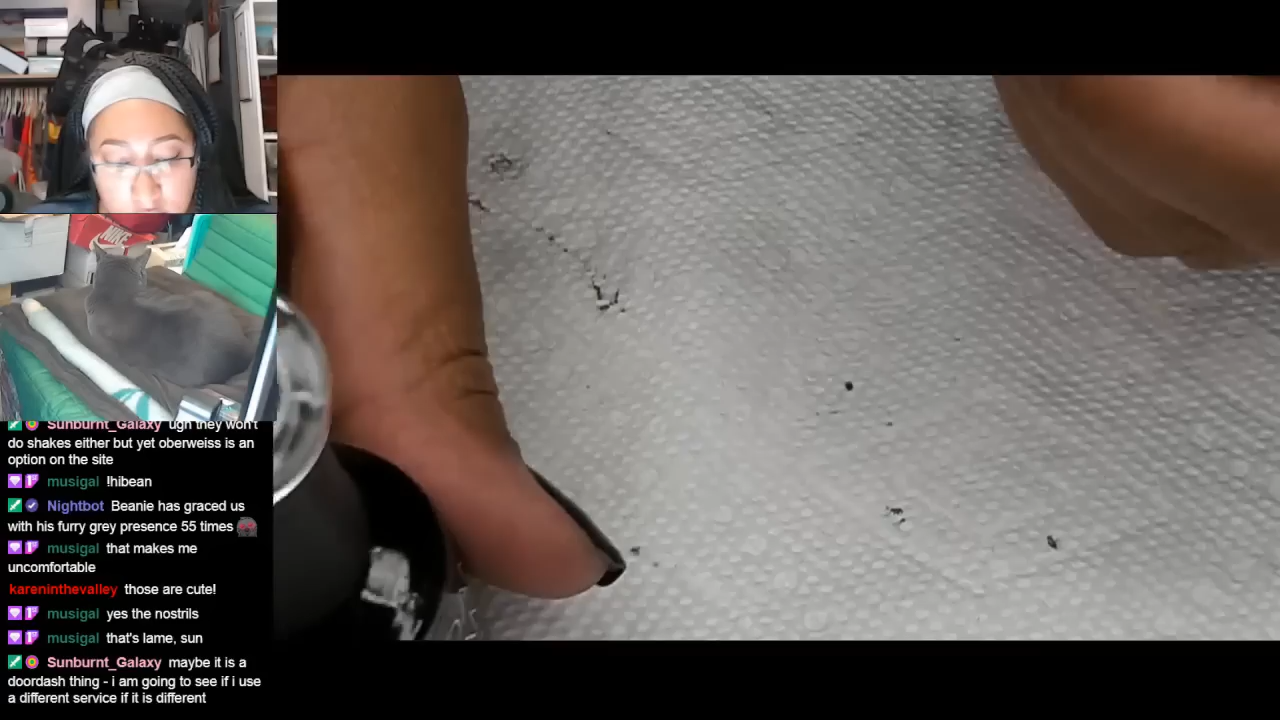 Sunburnt_Galaxy ugh they won't
do shakes either but yet oberweiss is an
option on the site
musigal !hibean
Nightbot Beanie has graced us
with his furry grey presence 55 times
musigal that makes me
uncomfortable
kareninthevalley those are cute!
musigal yes the nostrils
musigal that's lame, sun
Sunburnt_Galaxy maybe it is a
doordash thing - i am going to see if i use
a different service if it is different